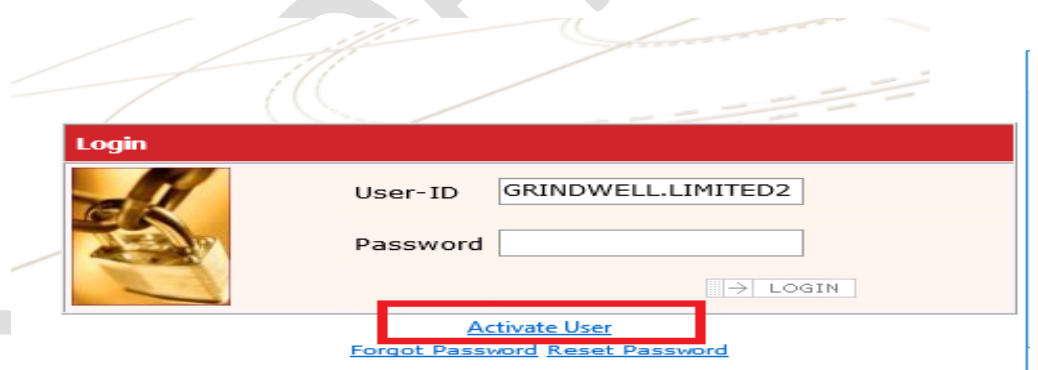 Login
User-ID GRINDWELL.LIMITED2
Password
LOGIN
Activate User
Forgot Password Reset Password